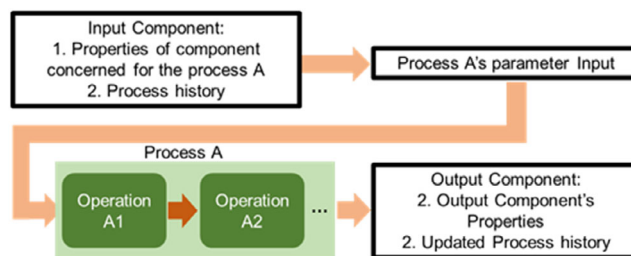 Input Component:
1. Properties of component
concerned for the process A
2. Process history
Process A's parameter Input
Process A
Operation
A1
Operation
A2
...
Output Component:
2. Output Component's
Properties
2. Updated Process history